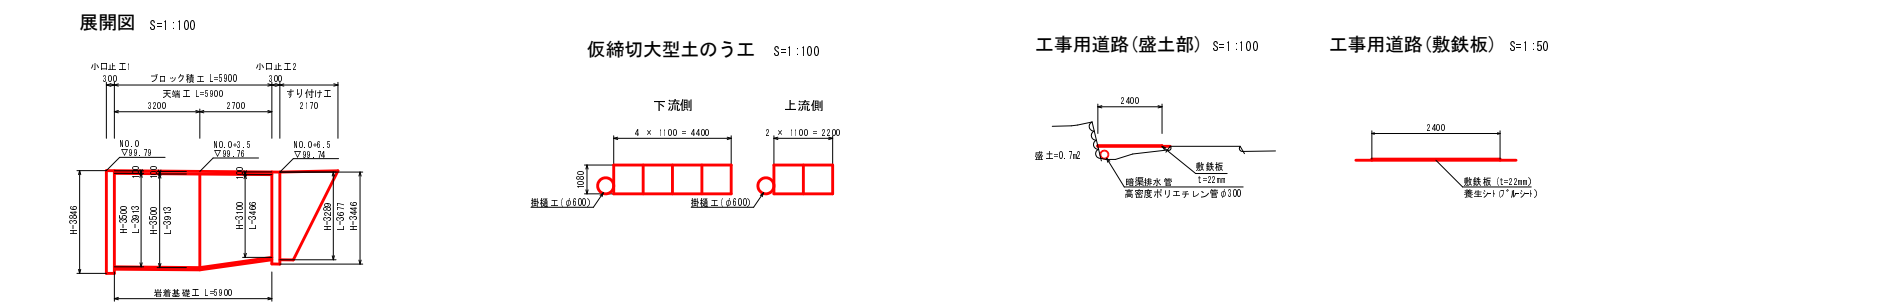 展開図 S=1:100
小口止工1
300
ブロック積工 L=5900
小口止工2
300
天端工 L=5900
すり付け工
3200
2700
2170
NO.0
▽99.79
NO.0+3.5
▽99.76
NO.0+6.5
▽99.74
100
100
100
H=3846
H=3500
L=3913
H=3500
L=3913
H=3100
L=3466
H=3289
L=3677
H=3446
岩着基礎工 L=5900
仮締切大型土のう工 S=1:100
下流側
4 × 1100 = 4400
1080
掛樋工(φ600)
上流側
2 × 1100 = 2200
掛樋工(φ600)
工事用道路(盛土部) S=1:100
2400
盛土=0.7m2
敷鉄板
t=22mm
暗渠排水管
高密度ポリエチレン管φ300
工事用道路(敷鉄板) S=1:50
2400
敷鉄板 (t=22mm)
養生シート(ブルーシート)